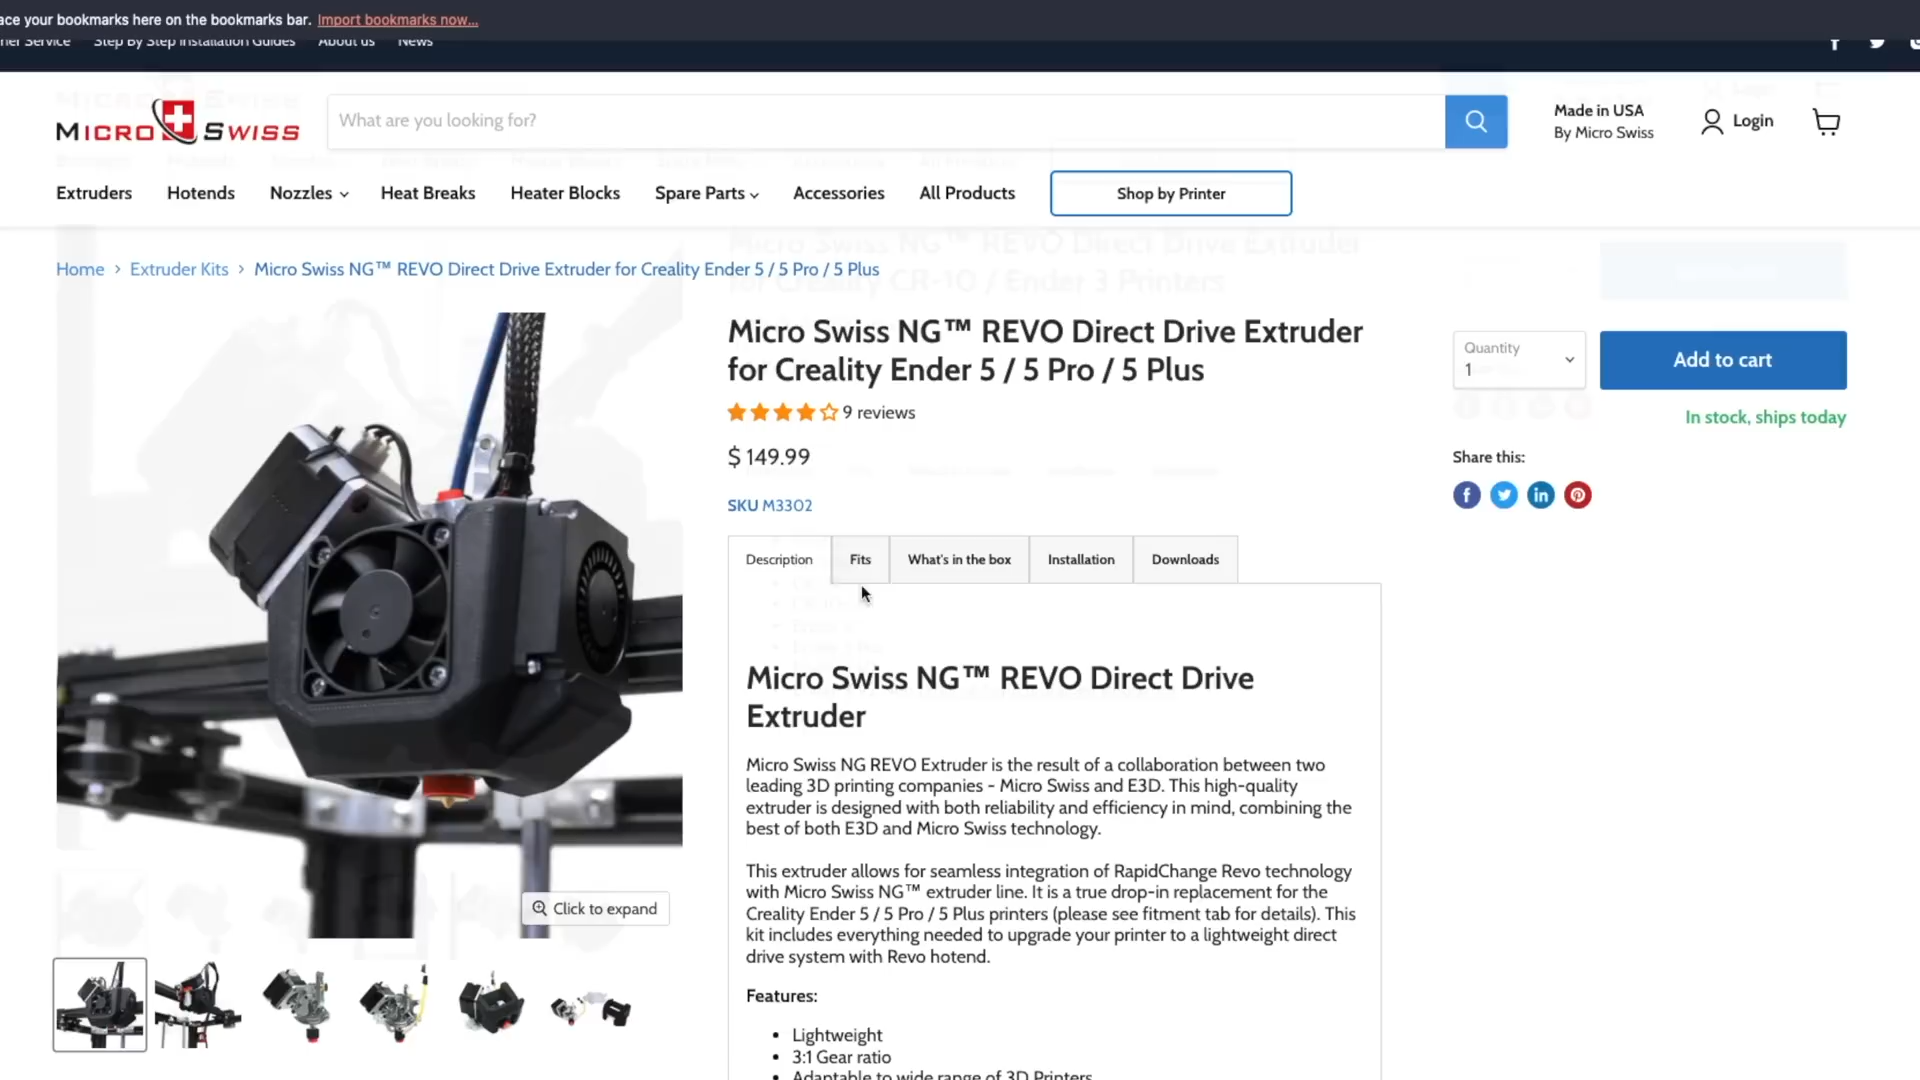 ace your bookmarks here on the bookmarks bar. Import bookmarks now...
Step By Step Installation Guides About us News
MICRO SWISS
What are you looking for?
Made in USA
By Micro Swiss
Login
Extruders Hotends Nozzles Heat Breaks Heater Blocks Spare Parts Accessories All Products Shop by Printer
Home > Extruder Kits > Micro Swiss NG™ REVO Direct Drive Extruder for Creality Ender 5 / 5 Pro / 5 Plus
Micro Swiss NG™ REVO Direct Drive Extruder
for Creality CR-10 / Ender 3 Printers
Micro Swiss NG™ REVO Direct Drive Extruder
for Creality Ender 5 / 5 Pro / 5 Plus
9 reviews
$ 149.99
SKU M3302
Quantity
1
Add to cart
In stock, ships today
Share this:
Description Fits What's in the box Installation Downloads
Micro Swiss NG™ REVO Direct Drive
Extruder
Micro Swiss NG REVO Extruder is the result of a collaboration between two
leading 3D printing companies - Micro Swiss and E3D. This high-quality
extruder is designed with both reliability and efficiency in mind, combining the
best of both E3D and Micro Swiss technology.
This extruder allows for seamless integration of RapidChange Revo technology
with Micro Swiss NG™ extruder line. It is a true drop-in replacement for the
Creality Ender 5 / 5 Pro / 5 Plus printers (please see fitment tab for details). This
kit includes everything needed to upgrade your printer to a lightweight direct
drive system with Revo hotend.
Features:
• Lightweight
• 3:1 Gear ratio
• Adaptable to wide range of 3D Printers
Click to expand